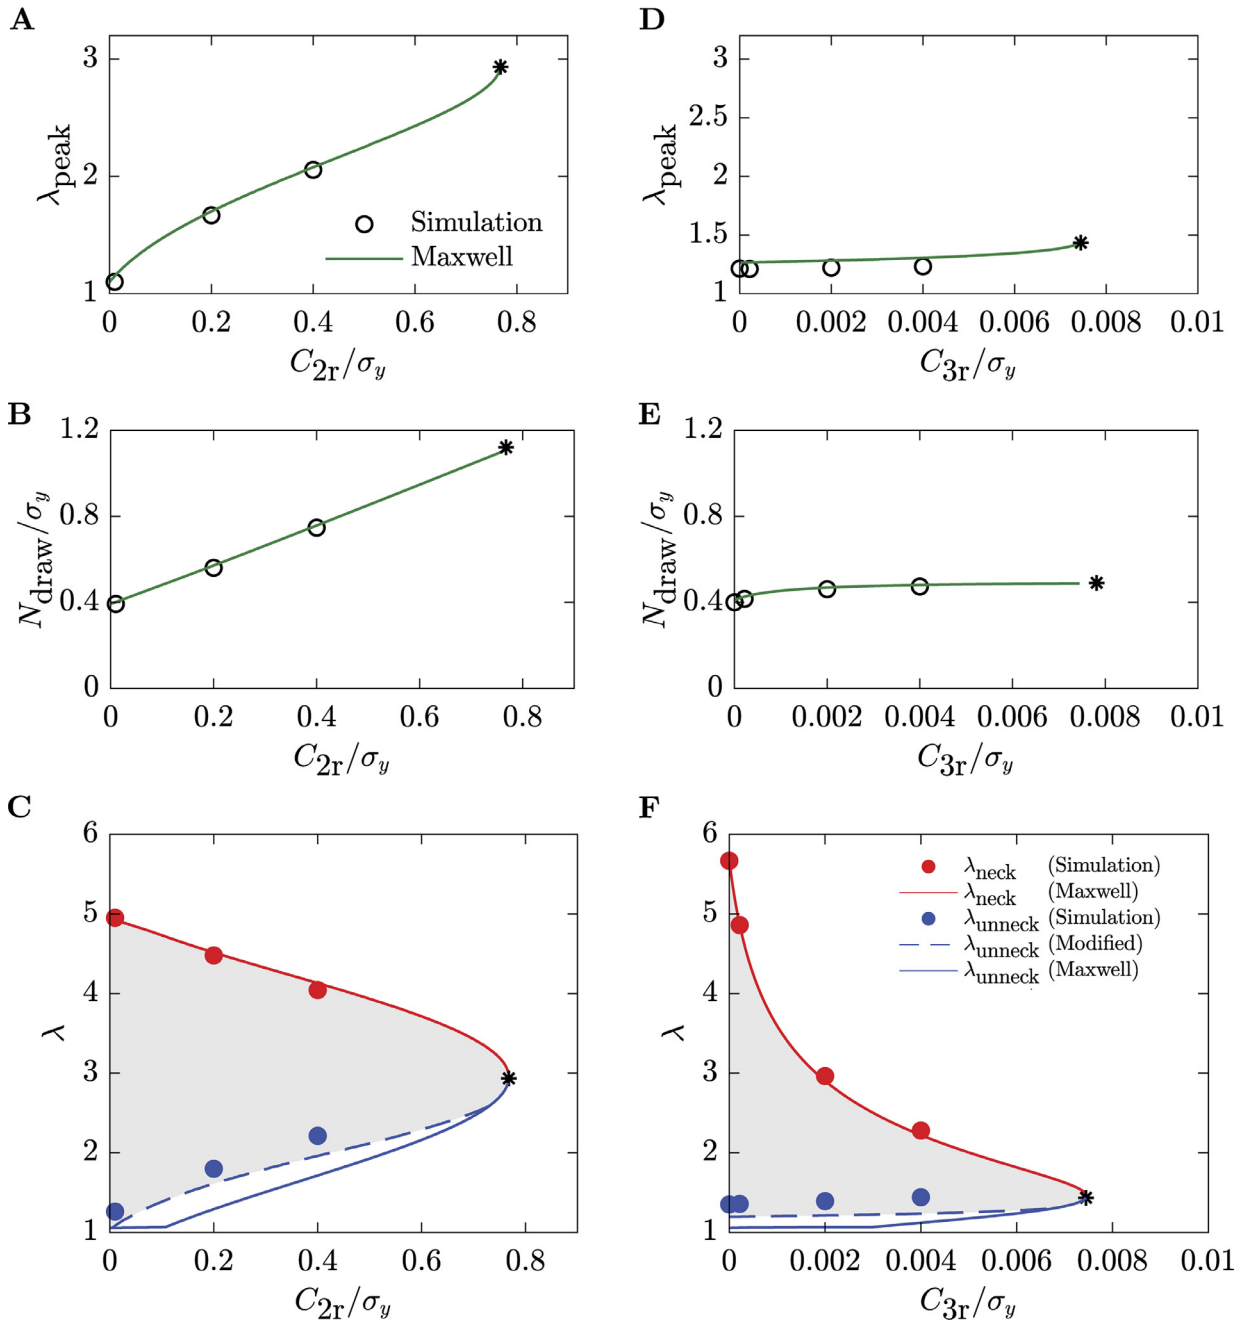 A
3
2
1
λpeak
Simulation
Maxwell
0 0.2 0.4 0.6 0.8
C2r/σy
D
3
2.5
2
1.5
1
λpeak
0 0.002 0.004 0.006 0.008 0.01
C3r/σy
B
1.2
0.8
0.4
0
Ndraw/σy
0 0.2 0.4 0.6 0.8
C2r/σy
E
1.2
0.8
0.4
0
Ndraw/σy
0 0.002 0.004 0.006 0.008 0.01
C3r/σy
C
6
5
4
3
2
1
λ
0 0.2 0.4 0.6 0.8
C2r/σy
F
6
5
4
3
2
1
λ
λneck (Simulation)
λneck (Maxwell)
λunneck (Simulation)
λunneck (Modified)
λunneck (Maxwell)
0 0.002 0.004 0.006 0.008 0.01
C3r/σy